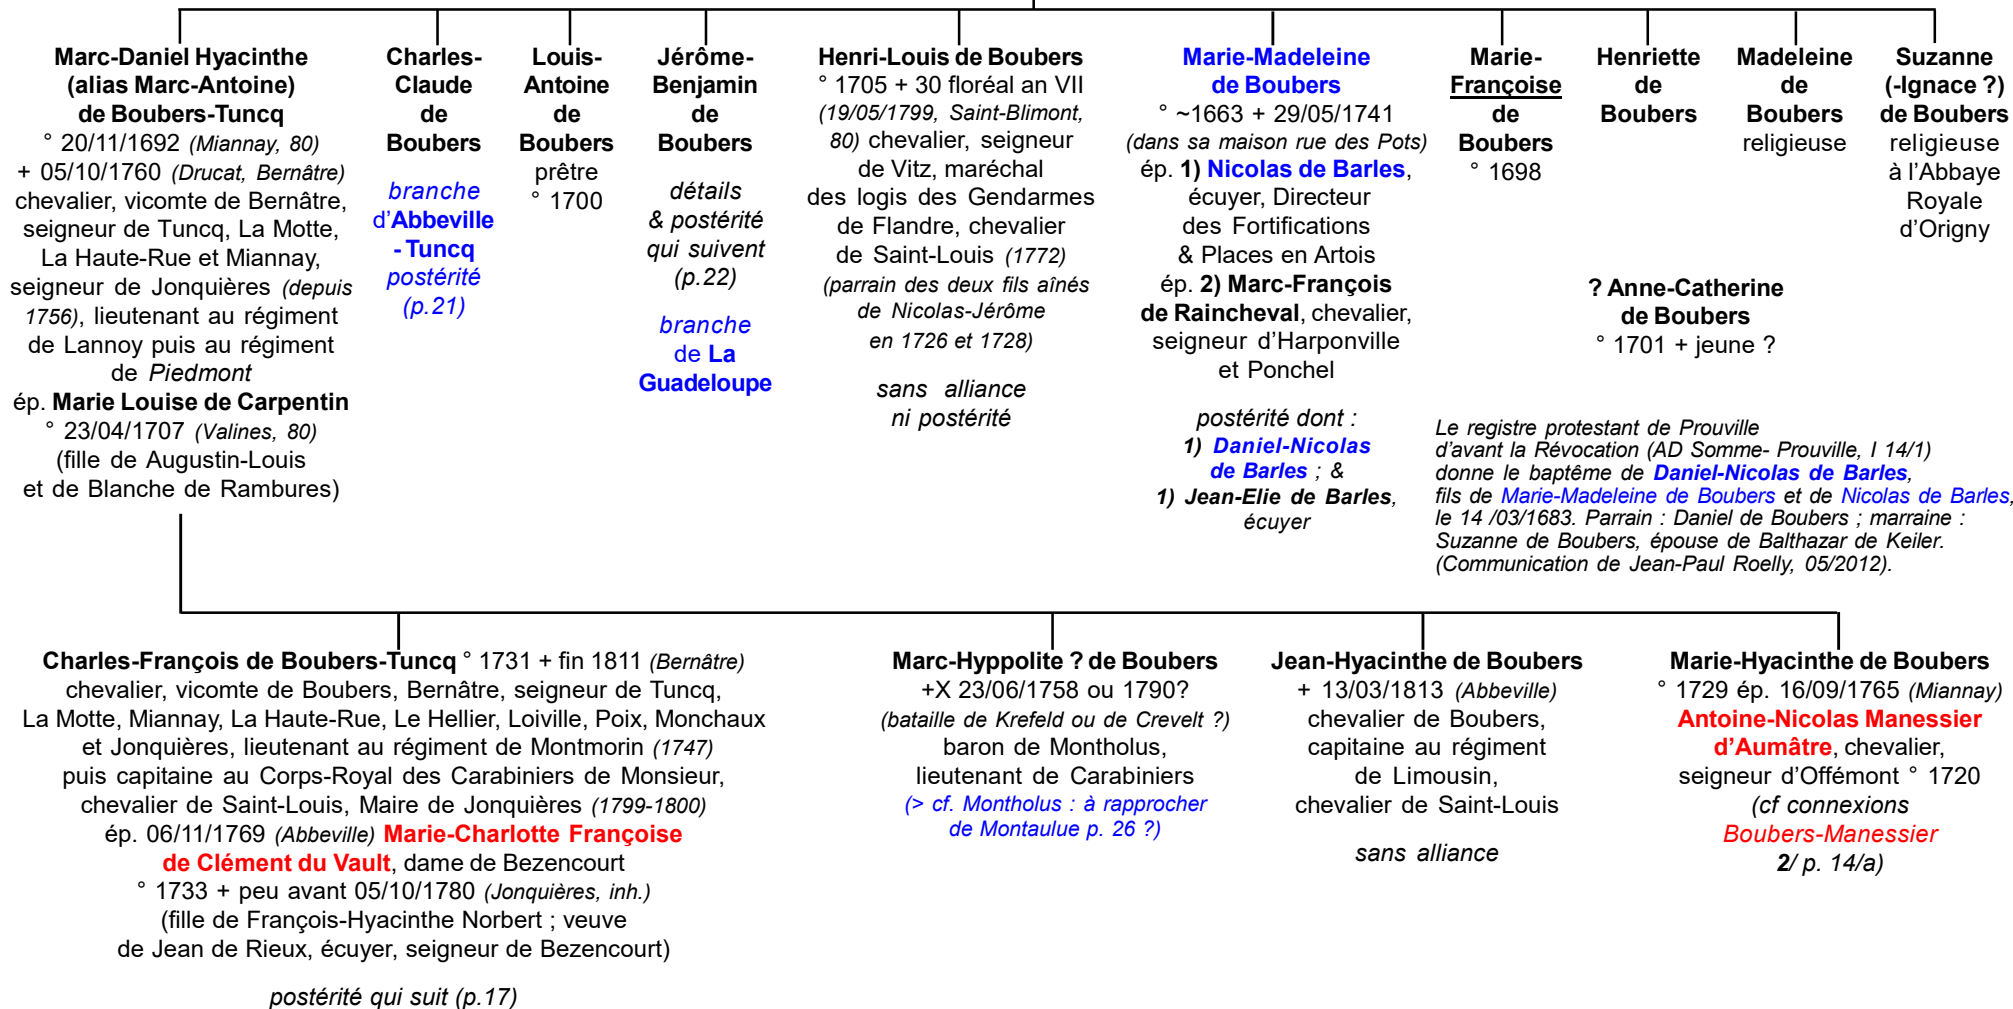 Marc-Daniel Hyacinthe
(alias Marc-Antoine)
de Boubers-Tuncq
° 20/11/1692 (Miannay, 80)
+ 05/10/1760 (Drucat, Bernâtre)
chevalier, vicomte de Bernâtre,
seigneur de Tuncq, La Motte,
La Haute-Rue et Miannay,
seigneur de Jonquières (depuis
1756), lieutenant au régiment
de Lannoy puis au régiment
de Piedmont
ép. Marie Louise de Carpentin
° 23/04/1707 (Valines, 80)
(fille de Augustin-Louis
et de Blanche de Rambures)
Charles-
Claude
de
Boubers
branche
d'Abbeville
- Tuncq
postérité
(p.21)
Louis-
Antoine
de
Boubers
prêtre
° 1700
Jérôme-
Benjamin
de
Boubers
détails
& postérité
qui suivent
(p.22)
branche
de La
Guadeloupe
Henri-Louis de Boubers
° 1705 + 30 floréal an VII
(19/05/1799, Saint-Blimont,
80) chevalier, seigneur
de Vitz, maréchal
des logis des Gendarmes
de Flandre, chevalier
de Saint-Louis (1772)
(parrain des deux fils aînés
de Nicolas-Jérôme
en 1726 et 1728)
sans alliance
ni postérité
Marie-Madeleine
de Boubers
° ~1663 + 29/05/1741
(dans sa maison rue des Pots)
ép. 1) Nicolas de Barles,
écuyer, Directeur
des Fortifications
& Places en Artois
ép. 2) Marc-François
de Raincheval, chevalier,
seigneur d'Harponville
et Ponchel
postérité dont :
1) Daniel-Nicolas
de Barles ; &
1) Jean-Elie de Barles,
écuyer
Marie-
Françoise
de
Boubers
° 1698
Henriette
de
Boubers
Madeleine
de
Boubers
religieuse
Suzanne
(-Ignace ?)
de Boubers
religieuse
à l'Abbaye
Royale
d'Origny
? Anne-Catherine
de Boubers
° 1701 + jeune ?
Le registre protestant de Prouville
d'avant la Révocation (AD Somme- Prouville, I 14/1)
donne le baptême de Daniel-Nicolas de Barles,
fils de Marie-Madeleine de Boubers et de Nicolas de Barles,
le 14 /03/1683. Parrain : Daniel de Boubers ; marraine :
Suzanne de Boubers, épouse de Balthazar de Keiler.
(Communication de Jean-Paul Roelly, 05/2012).
Charles-François de Boubers-Tuncq ° 1731 + fin 1811 (Bernâtre)
chevalier, vicomte de Boubers, Bernâtre, seigneur de Tuncq,
La Motte, Miannay, La Haute-Rue, Le Hellier, Loiville, Poix, Monchaux
et Jonquières, lieutenant au régiment de Montmorin (1747)
puis capitaine au Corps-Royal des Carabiniers de Monsieur,
chevalier de Saint-Louis, Maire de Jonquières (1799-1800)
ép. 06/11/1769 (Abbeville) Marie-Charlotte Françoise
de Clément du Vault, dame de Bezencourt
° 1733 + peu avant 05/10/1780 (Jonquières, inh.)
(fille de François-Hyacinthe Norbert ; veuve
de Jean de Rieux, écuyer, seigneur de Bezencourt)
postérité qui suit (p.17)
Marc-Hyppolite ? de Boubers
+X 23/06/1758 ou 1790?
(bataille de Krefeld ou de Crevelt ?)
baron de Montholus,
lieutenant de Carabiniers
(> cf. Montholus : à rapprocher
de Montaulue p. 26 ?)
Jean-Hyacinthe de Boubers
+ 13/03/1813 (Abbeville)
chevalier de Boubers,
capitaine au régiment
de Limousin,
chevalier de Saint-Louis
sans alliance
Marie-Hyacinthe de Boubers
° 1729 ép. 16/09/1765 (Miannay)
Antoine-Nicolas Manessier
d'Aumâtre, chevalier,
seigneur d'Offémont ° 1720
(cf connexions
Boubers-Manessier
2/ p. 14/a)